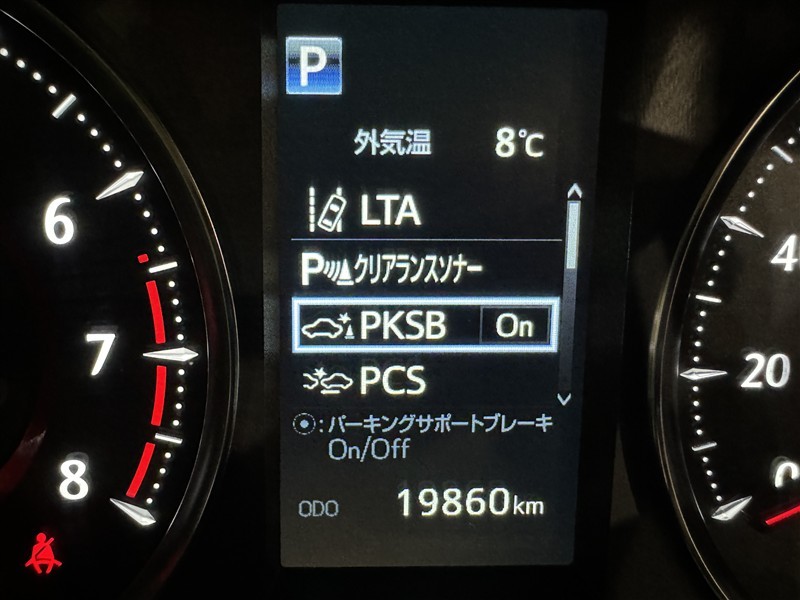 P
外気温 8℃
LTA
P クリアランスソナー
PKSB On
PCS
:パーキングサポートブレーキ
On/Off
ODO 19860km
6
7
8
4
20
0